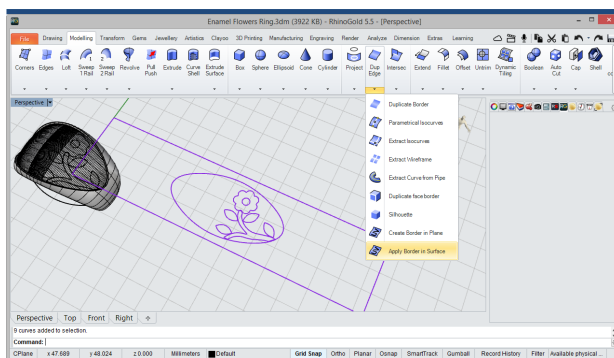 Enamel Flowers Ring.3dm (3922 KB) - RhinoGold 5.5 - [Perspective]
File Drawing Modelling Transform Gems Jewellery Artistics Clayoo 3D Printing Manufacturing Engraving Render Analyze Dimension Extras Learning
Corners Edges Loft Sweep 1 Rail Sweep 2 Rail Revolve Pull Push Extrude Curve Shell Extrude Surface Box Sphere Ellipsoid Cone Cylinder Project Dup Edge Intersec Extend Fillet Offset Untrim Dynamic Tiling Boolean Auto Cut Cap Shell
Perspective
Duplicate Border
Parametrical Isocurves
Extract Isocurves
Extract Wireframe
Extract Curve from Pipe
Duplicate face border
Silhouette
Create Border in Plane
Apply Border in Surface
Perspective Top Front Right
9 curves added to selection.
Command:
CPlane x 47.689 y 48.024 z 0.000 Millimeters Default Grid Snap Ortho Planar Osnap SmartTrack Gumball Record History Filter Available physical...